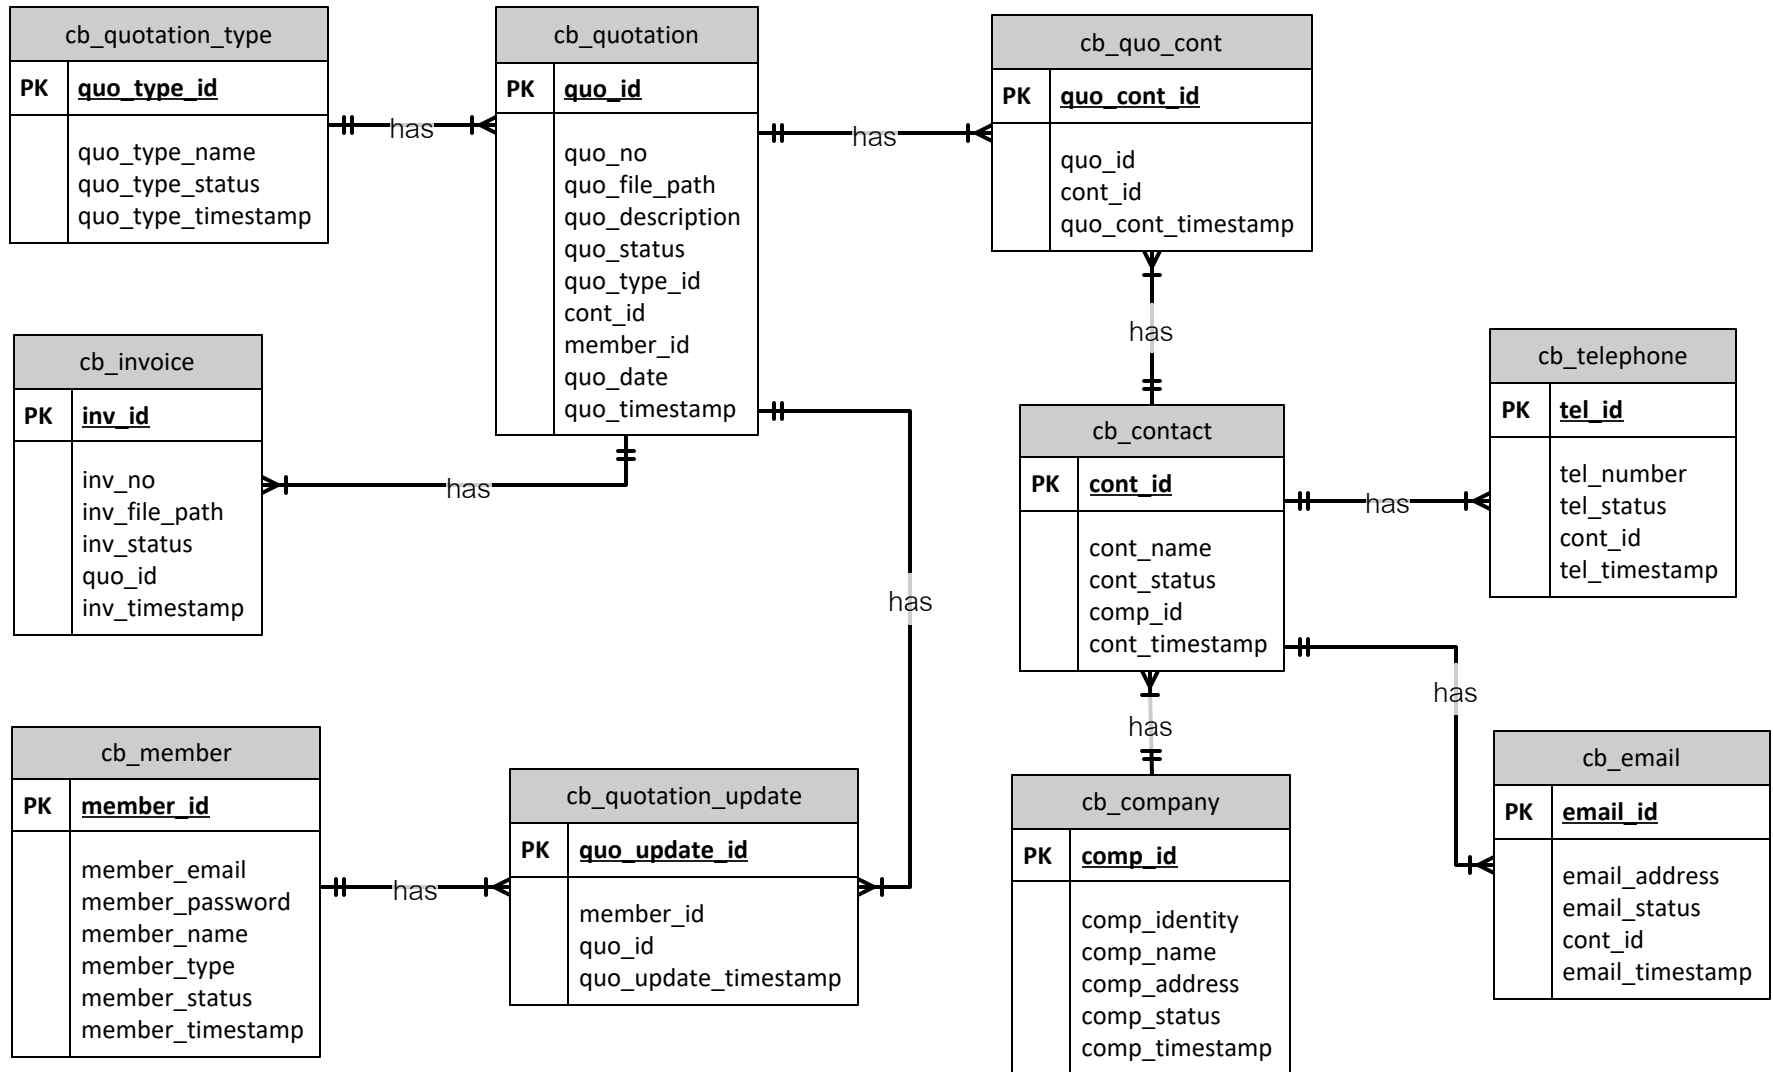 cb_quotation_type
PK quo_type_id
quo_type_name
quo_type_status
quo_type_timestamp
has
cb_quotation
PK quo_id
quo_no
quo_file_path
quo_description
quo_status
quo_type_id
cont_id
member_id
quo_date
quo_timestamp
has
cb_quo_cont
PK quo_cont_id
quo_id
cont_id
quo_cont_timestamp
has
cb_invoice
PK inv_id
inv_no
inv_file_path
inv_status
quo_id
inv_timestamp
has
has
cb_contact
PK cont_id
cont_name
cont_status
comp_id
cont_timestamp
has
cb_telephone
PK tel_id
tel_number
tel_status
cont_id
tel_timestamp
has
has
cb_member
PK member_id
member_email
member_password
member_name
member_type
member_status
member_timestamp
has
cb_quotation_update
PK quo_update_id
member_id
quo_id
quo_update_timestamp
cb_company
PK comp_id
comp_identity
comp_name
comp_address
comp_status
comp_timestamp
cb_email
PK email_id
email_address
email_status
cont_id
email_timestamp